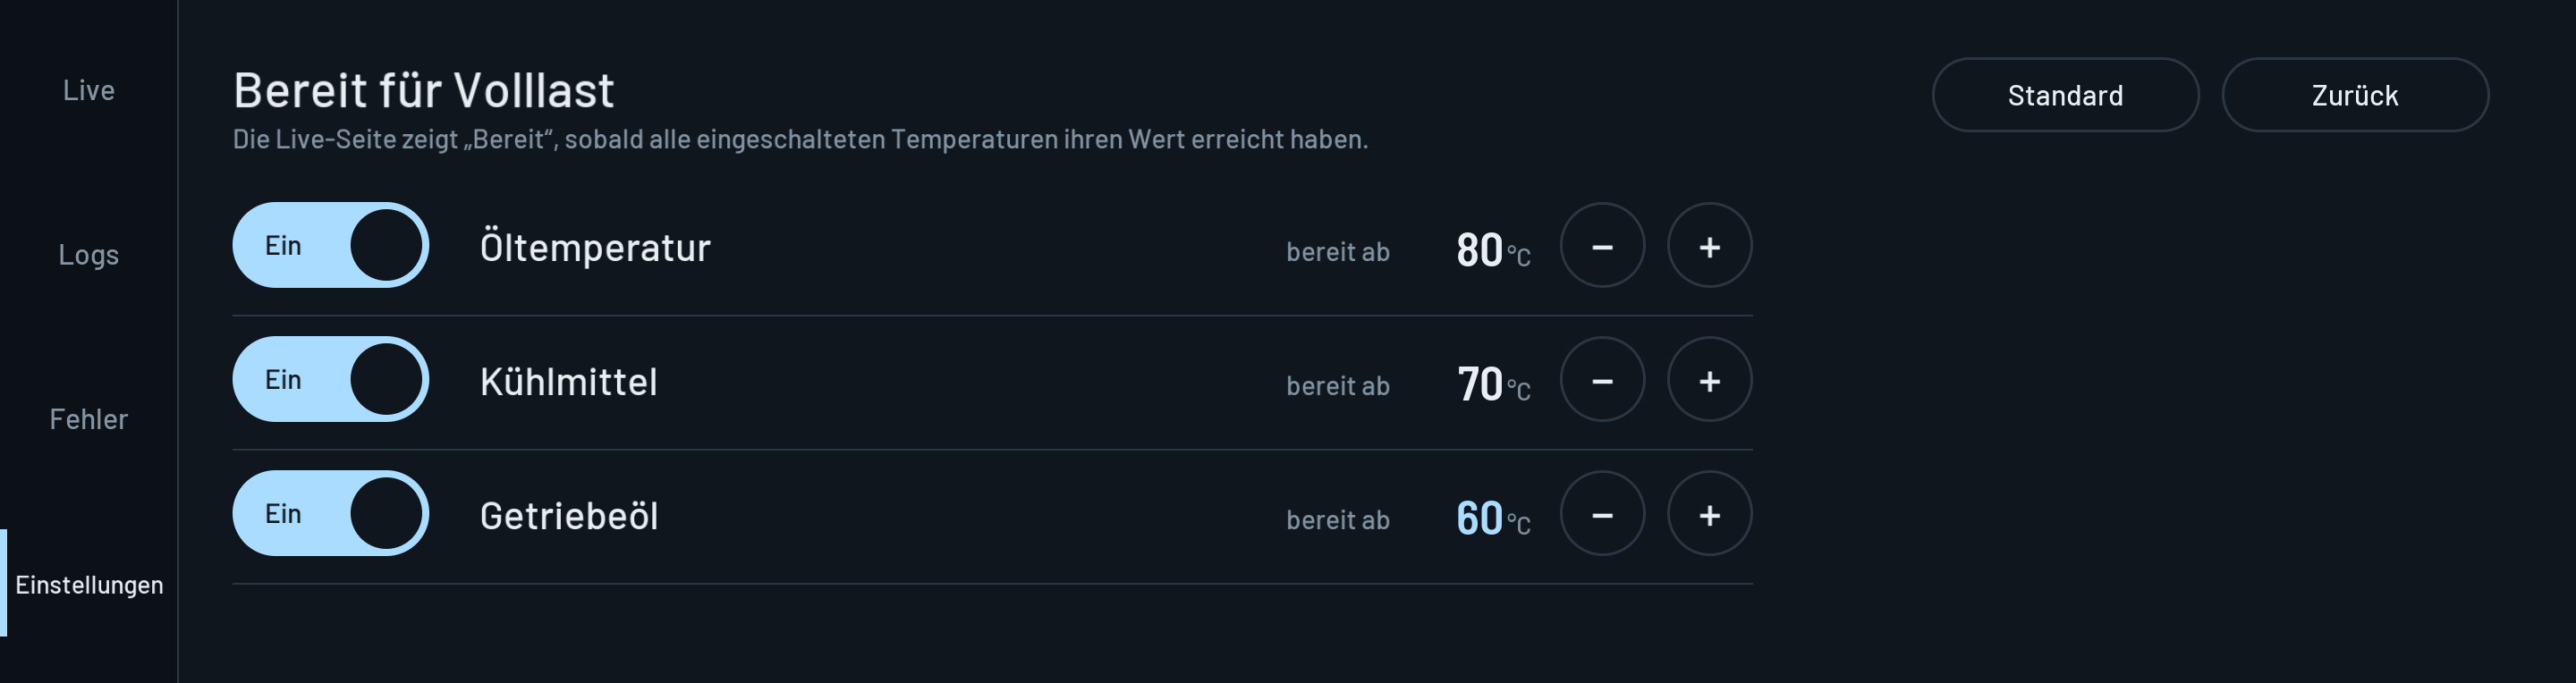 Live
Logs
Fehler
Einstellungen
Bereit für Volllast
Die Live-Seite zeigt „Bereit“, sobald alle eingeschalteten Temperaturen ihren Wert erreicht haben.
Standard
Zurück
Ein Öltemperatur bereit ab 80 °C − +
Ein Kühlmittel bereit ab 70 °C − +
Ein Getriebeöl bereit ab 60 °C − +